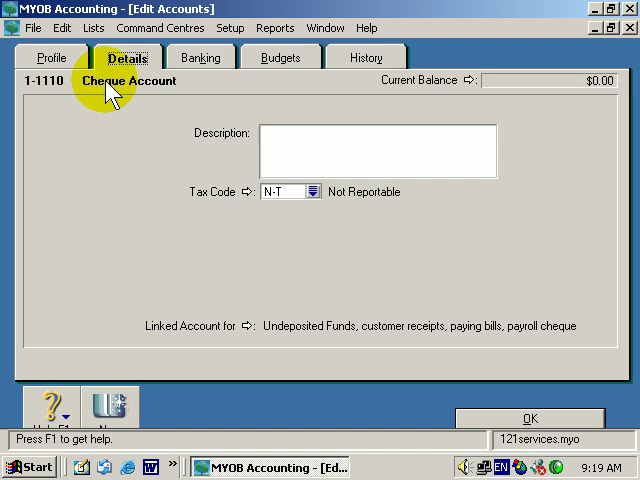 MYOB Accounting - [Edit Accounts]
File Edit Lists Command Centres Setup Reports Window Help
Profile Details Banking Budgets History
1-1110 Cheque Account Current Balance $0.00
Description:
Tax Code : N-T Not Reportable
Linked Account for : Undeposited Funds, customer receipts, paying bills, payroll cheque
?
OK
Press F1 to get help. 121services.myo
Start W » MYOB Accounting - [Ed... EN 9:19 AM